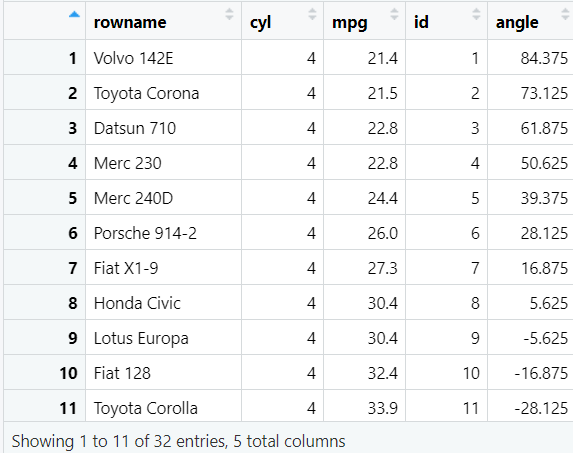 rowname cyl mpg id angle
1 Volvo 142E 4 21.4 1 84.375
2 Toyota Corona 4 21.5 2 73.125
3 Datsun 710 4 22.8 3 61.875
4 Merc 230 4 22.8 4 50.625
5 Merc 240D 4 24.4 5 39.375
6 Porsche 914-2 4 26.0 6 28.125
7 Fiat X1-9 4 27.3 7 16.875
8 Honda Civic 4 30.4 8 5.625
9 Lotus Europa 4 30.4 9 -5.625
10 Fiat 128 4 32.4 10 -16.875
11 Toyota Corolla 4 33.9 11 -28.125
Showing 1 to 11 of 32 entries, 5 total columns